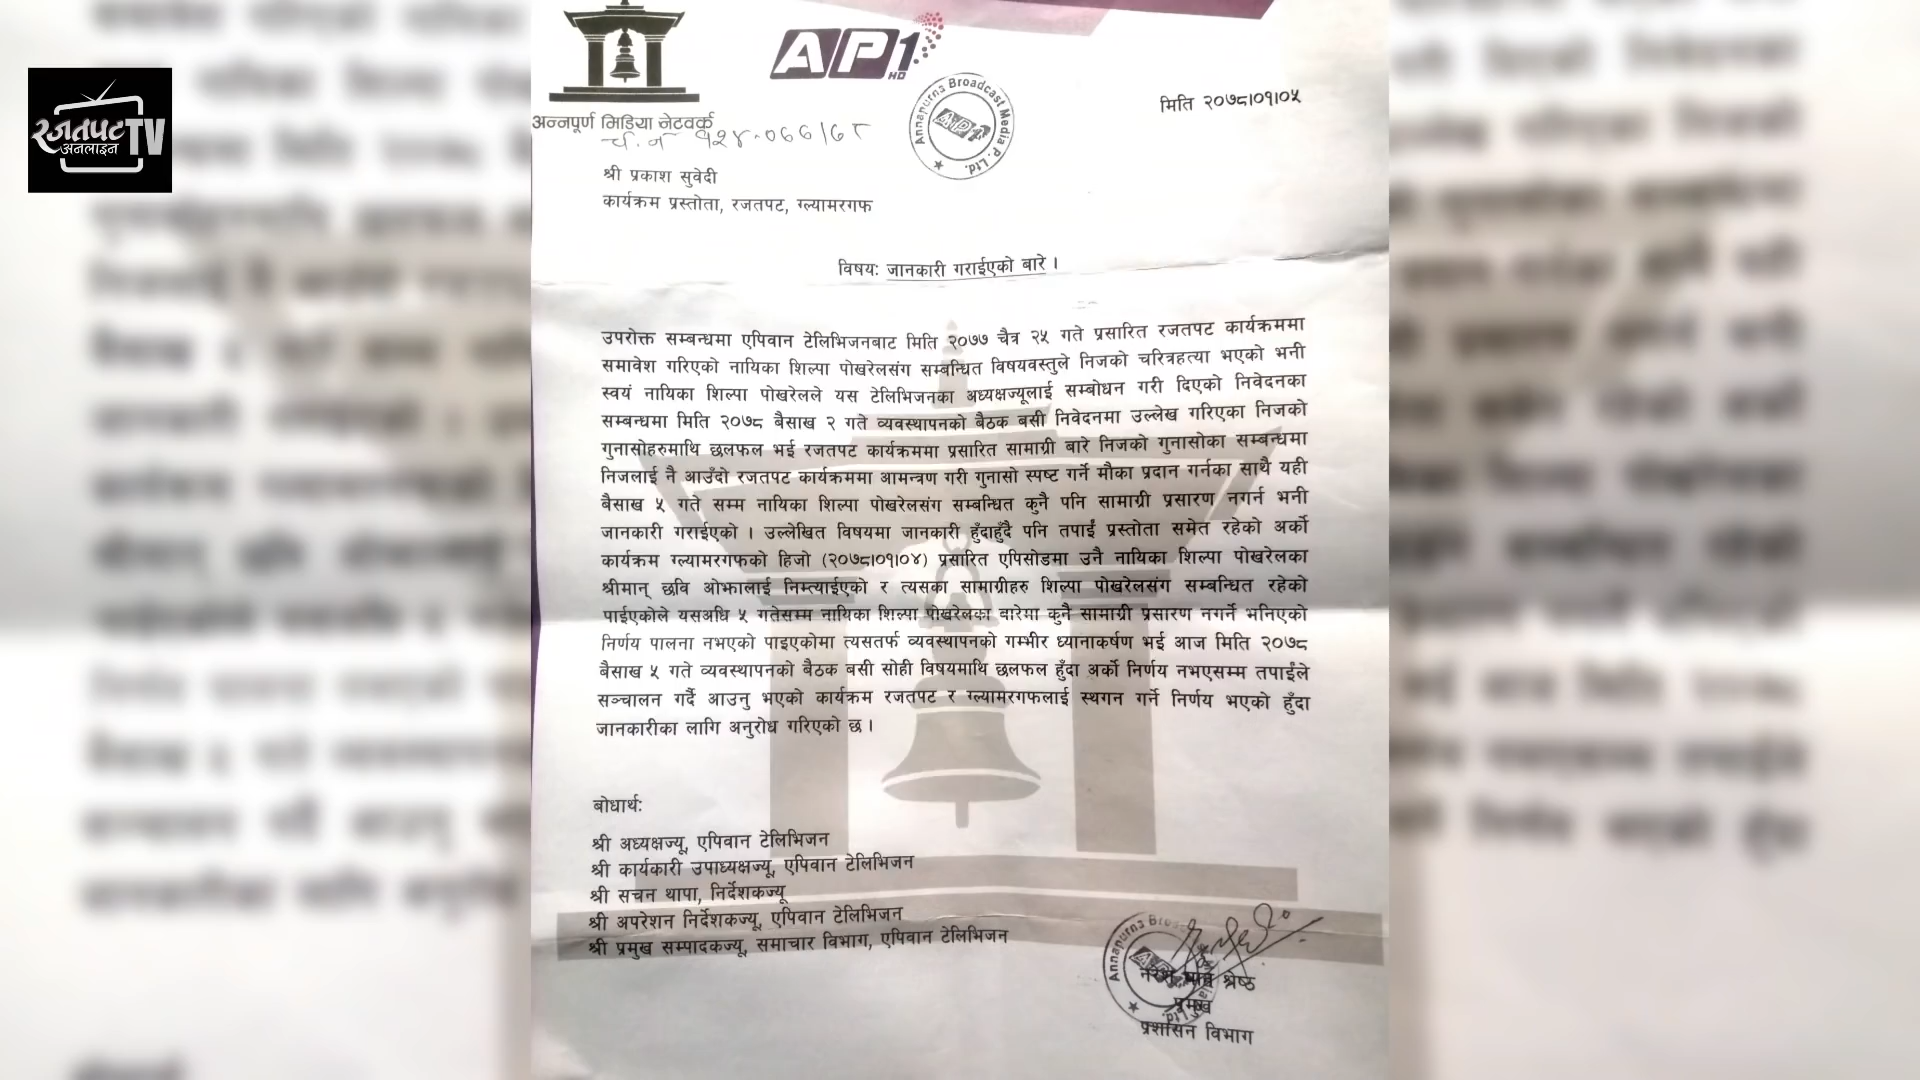 रजतपट TV
अनलाइन
AP1 HD
अन्नपूर्ण मिडिया नेटवर्क
Annapurna Broadcast Media P. Ltd.
मिति २०७८।०१।०५
च. नं १२४-०७७/७८
श्री प्रकाश सुवेदी
कार्यक्रम प्रस्तोता, रजतपट, ग्ल्यामरगफ
विषय: जानकारी गराईएको बारे ।
उपरोक्त सम्बन्धमा एपिवान टेलिभिजनबाट मिति २०७७ चैत्र २५ गते प्रसारित रजतपट कार्यक्रममा
समावेश गरिएको नायिका शिल्पा पोखरेलसंग सम्बन्धित विषयवस्तुले निजको चरित्रहत्या भएको भनी
स्वयं नायिका शिल्पा पोखरेलले यस टेलिभिजनका अध्यक्षज्यूलाई सम्बोधन गरी दिएको निवेदनका
सम्बन्धमा मिति २०७८ बैसाख २ गते व्यवस्थापनको बैठक बसी निवेदनमा उल्लेख गरिएका निजको
गुनासोहरुमाथि छलफल भई रजतपट कार्यक्रममा प्रसारित सामाग्री बारे निजको गुनासोका सम्बन्धमा
निजलाई नै आउँदो रजतपट कार्यक्रममा आमन्त्रण गरी गुनासो स्पष्ट गर्ने मौका प्रदान गर्नका साथै यही
बैसाख ५ गते सम्म नायिका शिल्पा पोखरेलसंग सम्बन्धित कुनै पनि सामाग्री प्रसारण नगर्न भनी
जानकारी गराईएको । उल्लेखित विषयमा जानकारी हुँदाहुँदै पनि तपाईं प्रस्तोता समेत रहेको अर्को
कार्यक्रम ग्ल्यामरगफको हिजो (२०७८।०१।०४) प्रसारित एपिसोडमा उनै नायिका शिल्पा पोखरेलका
श्रीमान् छवि ओझालाई निम्त्याईएको र त्यसका सामाग्रीहरु शिल्पा पोखरेलसंग सम्बन्धित रहेको
पाईएकोले यसअधि ५ गतेसम्म नायिका शिल्पा पोखरेलका बारेमा कुनै सामाग्री प्रसारण नगर्ने भनिएको
निर्णय पालना नभएको पाइएकोमा त्यसतर्फ व्यवस्थापनको गम्भीर ध्यानाकर्षण भई आज मिति २०७८
बैसाख ५ गते व्यवस्थापनको बैठक बसी सोही विषयमाथि छलफल हुँदा अर्को निर्णय नभएसम्म तपाईंले
सञ्चालन गर्दै आउनु भएको कार्यक्रम रजतपट र ग्ल्यामरगफलाई स्थगन गर्ने निर्णय भएको हुँदा
जानकारीका लागि अनुरोध गरिएको छ ।
बोधार्थ:
श्री अध्यक्षज्यू, एपिवान टेलिभिजन
श्री कार्यकारी उपाध्यक्षज्यू, एपिवान टेलिभिजन
श्री सचन थापा, निर्देशकज्यू
श्री अपरेशन निर्देशकज्यू, एपिवान टेलिभिजन
श्री प्रमुख सम्पादकज्यू, समाचार विभाग, एपिवान टेलिभिजन
श्रेष्ठ
प्रमुख
प्रशासन विभाग